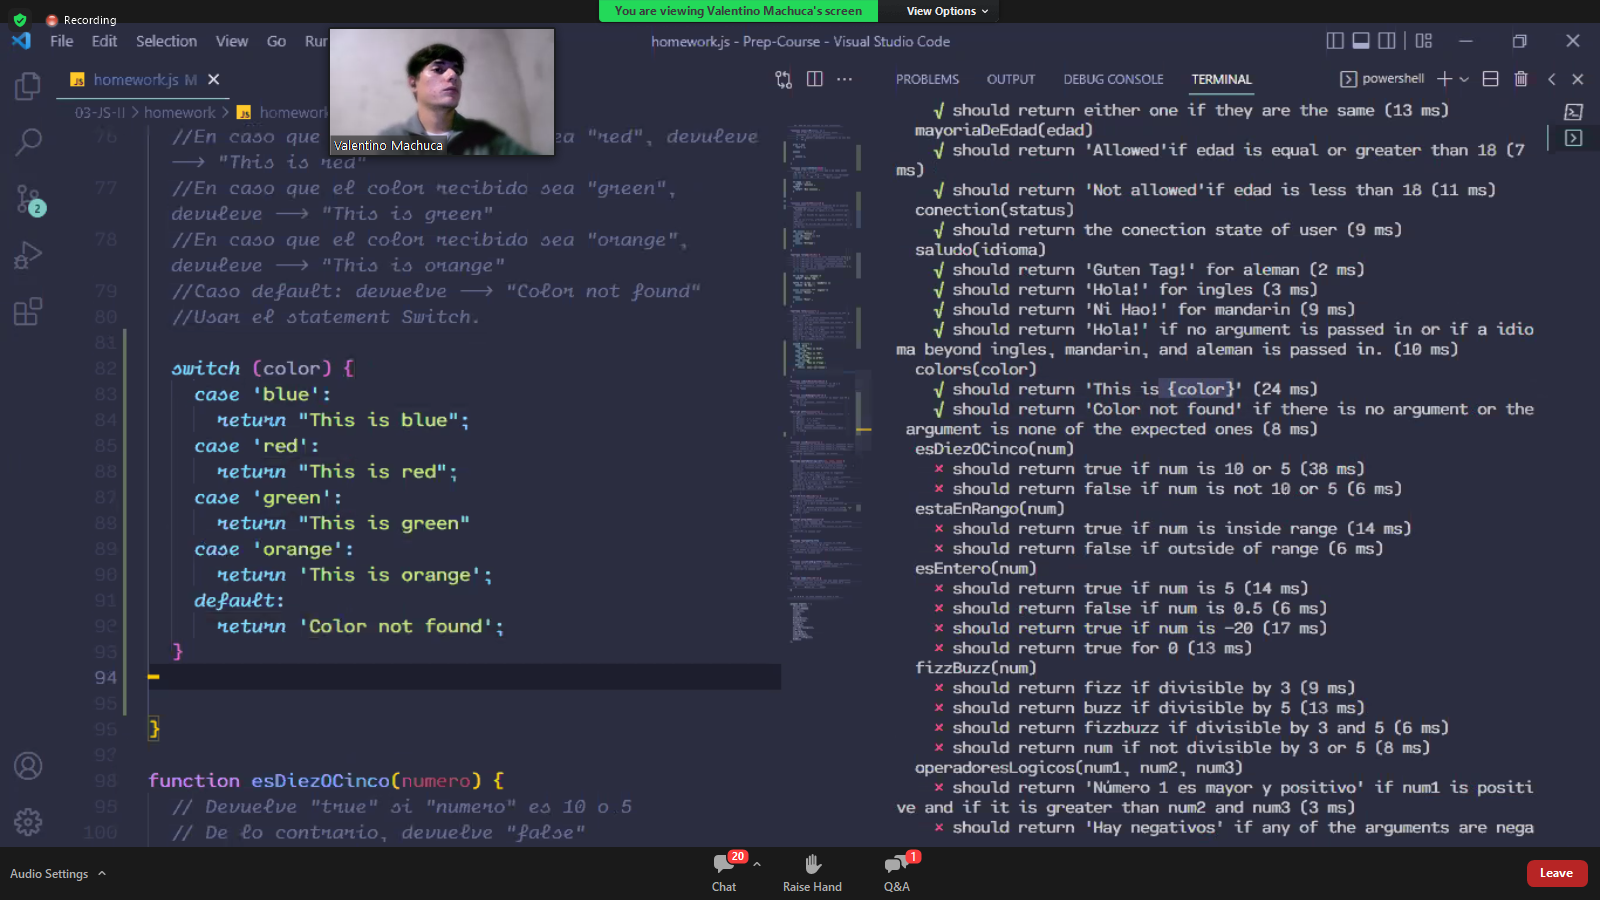 Recording
You are viewing Valentino Machuca's screen
View Options
File Edit Selection View Go Run
homework.js - Prep-Course - Visual Studio Code
homework.js M
03-JS-II > homework > homework
Valentino Machuca
76 //En caso que sea "red", devuleve
—> "This is red"
77 //En caso que el color recibido sea "green",
devuleve —> "This is green"
78 //En caso que el color recibido sea "orange",
devuleve —> "This is orange"
79 //Caso default: devuelve —> "Color not found"
80 //Usar el statement Switch.
81
82 switch (color) {
83 case 'blue':
84 return "This is blue";
85 case 'red':
return "This is red";
87 case 'green':
return "This is green"
89 case 'orange':
90 return 'This is orange';
91 default:
92 return 'Color not found';
93 }
94
95
}
98 function esDiezOCinco(numero) {
// Devuelve "true" si "numero" es 10 o 5
100 // De lo contrario, devuelve "false"
PROBLEMS OUTPUT DEBUG CONSOLE TERMINAL
powershell
√ should return either one if they are the same (13 ms)
mayoriaDeEdad(edad)
√ should return 'Allowed'if edad is equal or greater than 18 (7
ms)
√ should return 'Not allowed'if edad is less than 18 (11 ms)
conection(status)
√ should return the conection state of user (9 ms)
saludo(idioma)
√ should return 'Guten Tag!' for aleman (2 ms)
√ should return 'Hola!' for ingles (3 ms)
√ should return 'Ni Hao!' for mandarin (9 ms)
√ should return 'Hola!' if no argument is passed in or if a idio
ma beyond ingles, mandarin, and aleman is passed in. (10 ms)
colors(color)
√ should return 'This is {color}' (24 ms)
√ should return 'Color not found' if there is no argument or the
argument is none of the expected ones (8 ms)
esDiezOCinco(num)
× should return true if num is 10 or 5 (38 ms)
× should return false if num is not 10 or 5 (6 ms)
estaEnRango(num)
× should return true if num is inside range (14 ms)
× should return false if outside of range (6 ms)
esEntero(num)
× should return true if num is 5 (14 ms)
× should return false if num is 0.5 (6 ms)
× should return true if num is -20 (17 ms)
× should return true for 0 (13 ms)
fizzBuzz(num)
× should return fizz if divisible by 3 (9 ms)
× should return buzz if divisible by 5 (13 ms)
× should return fizzbuzz if divisible by 3 and 5 (6 ms)
× should return num if not divisible by 3 or 5 (8 ms)
operadoresLogicos(num1, num2, num3)
× should return 'Número 1 es mayor y positivo' if num1 is positi
ve and if it is greater than num2 and num3 (3 ms)
× should return 'Hay negativos' if any of the arguments are nega
2
Audio Settings
20
Chat
Raise Hand
1
Q&A
Leave